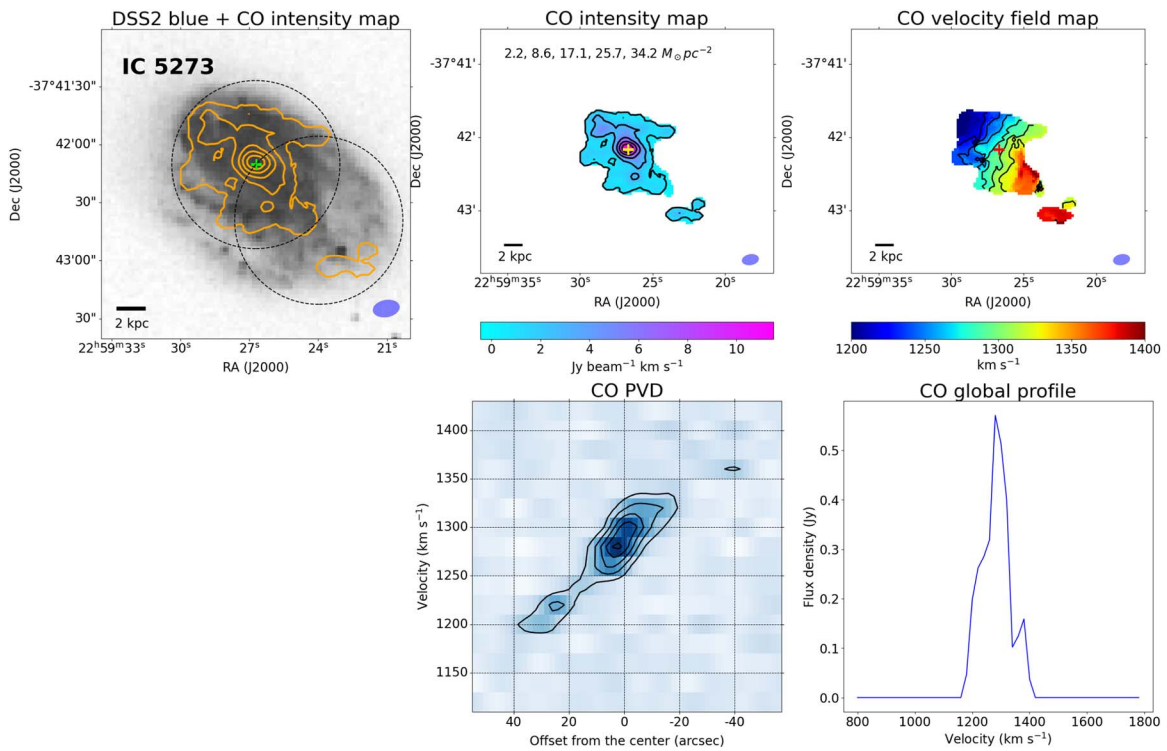 DSS2 blue + CO intensity map
IC 5273
-37°41'30"
42'00"
30"
43'00"
30"
Dec (J2000)
2 kpc
22ʰ59ᵐ33ˢ 30ˢ 27ˢ 24ˢ 21ˢ
RA (J2000)
CO intensity map
2.2, 8.6, 17.1, 25.7, 34.2 M⊙pc⁻²
-37°41'
42'
43'
Dec (J2000)
2 kpc
22ʰ59ᵐ35ˢ 30ˢ 25ˢ 20ˢ
RA (J2000)
0 2 4 6 8 10
Jy beam⁻¹ km s⁻¹
CO velocity field map
-37°41'
42'
43'
Dec (J2000)
2 kpc
22ʰ59ᵐ35ˢ 30ˢ 25ˢ 20ˢ
RA (J2000)
1200 1250 1300 1350 1400
km s⁻¹
CO PVD
1400
1350
1300
1250
1200
1150
Velocity (km s⁻¹)
40 20 0 -20 -40
Offset from the center (arcsec)
CO global profile
0.5
0.4
0.3
0.2
0.1
0.0
Flux density (Jy)
800 1000 1200 1400 1600 1800
Velocity (km s⁻¹)